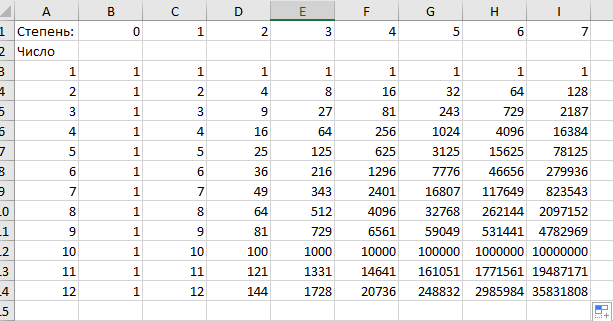 A B C D E F G H I
1 Степень: 0 1 2 3 4 5 6 7
2 Число
3 1 1 1 1 1 1 1 1 1
4 2 1 2 4 8 16 32 64 128
5 3 1 3 9 27 81 243 729 2187
6 4 1 4 16 64 256 1024 4096 16384
7 5 1 5 25 125 625 3125 15625 78125
8 6 1 6 36 216 1296 7776 46656 279936
9 7 1 7 49 343 2401 16807 117649 823543
10 8 1 8 64 512 4096 32768 262144 2097152
11 9 1 9 81 729 6561 59049 531441 4782969
12 10 1 10 100 1000 10000 100000 1000000 10000000
13 11 1 11 121 1331 14641 161051 1771561 19487171
14 12 1 12 144 1728 20736 248832 2985984 35831808
15